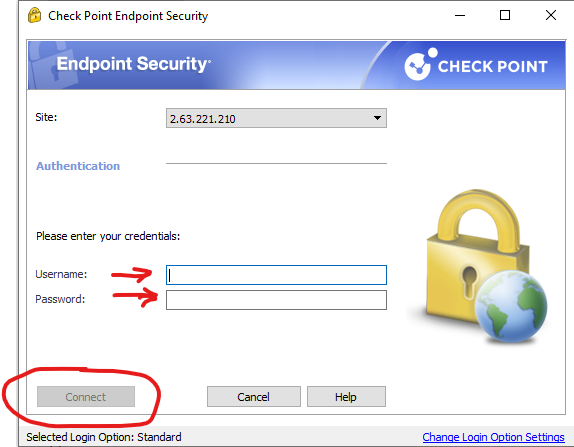 Check Point Endpoint Security
Endpoint Security
CHECK POINT
Site: 2.63.221.210
Authentication
Please enter your credentials:
Username:
Password:
Connect Cancel Help
Selected Login Option: Standard Change Login Option Settings